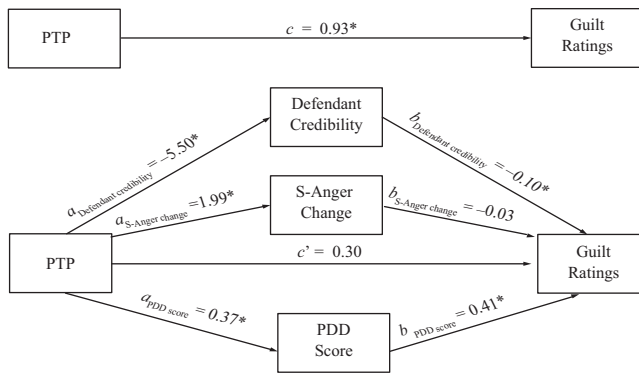 PTP
c = 0.93*
Guilt
Ratings
Defendant
Credibility
a Defendant credibility = –5.50*
b Defendant credibility = –0.10*
S-Anger
Change
a S-Anger change =1.99*
b S-Anger change = –0.03
PTP
c’ = 0.30
Guilt
Ratings
a PDD score = 0.37*
PDD
Score
b PDD score = 0.41*